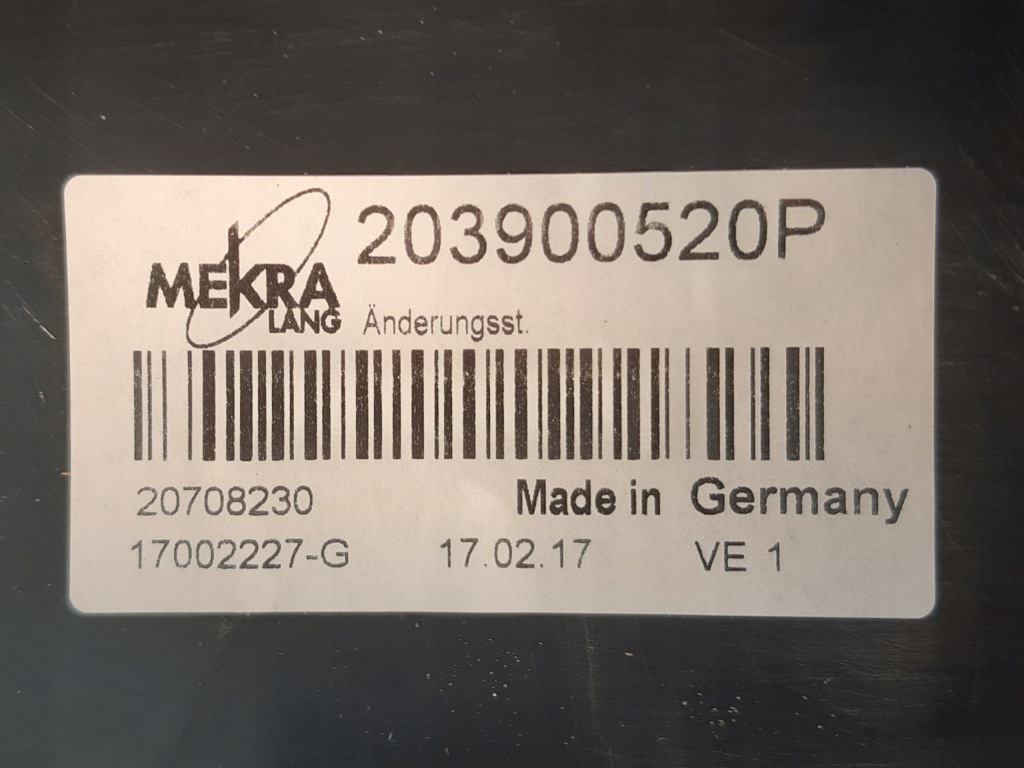 203900520P
MEKRA
LANG Änderungsst.
20708230 Made in Germany
17002227-G 17.02.17 VE 1